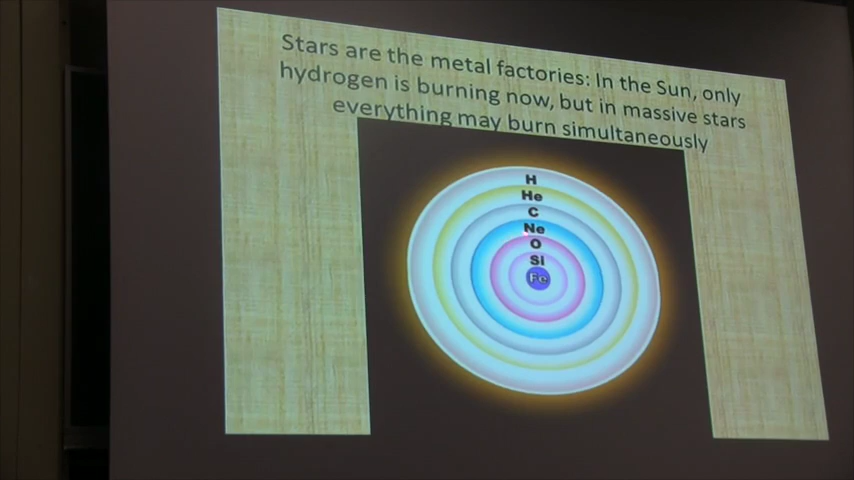 Stars are the metal factories: In the Sun, only
hydrogen is burning now, but in massive stars
everything may burn simultaneously
H
He
C
Ne
O
Si
Fe